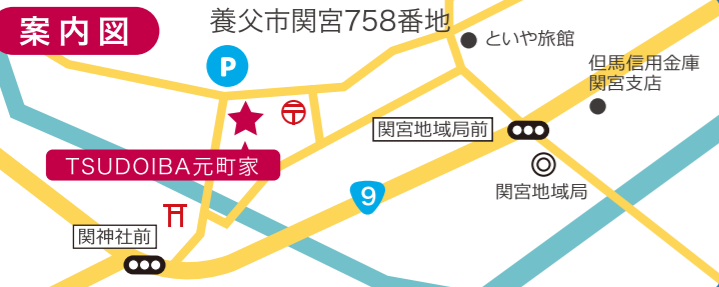 案内図
養父市関宮758番地
P
といや旅館
但馬信用金庫
関宮支店
関宮地域局前
TSUDOIBA元町家
関宮地域局
9
関神社前